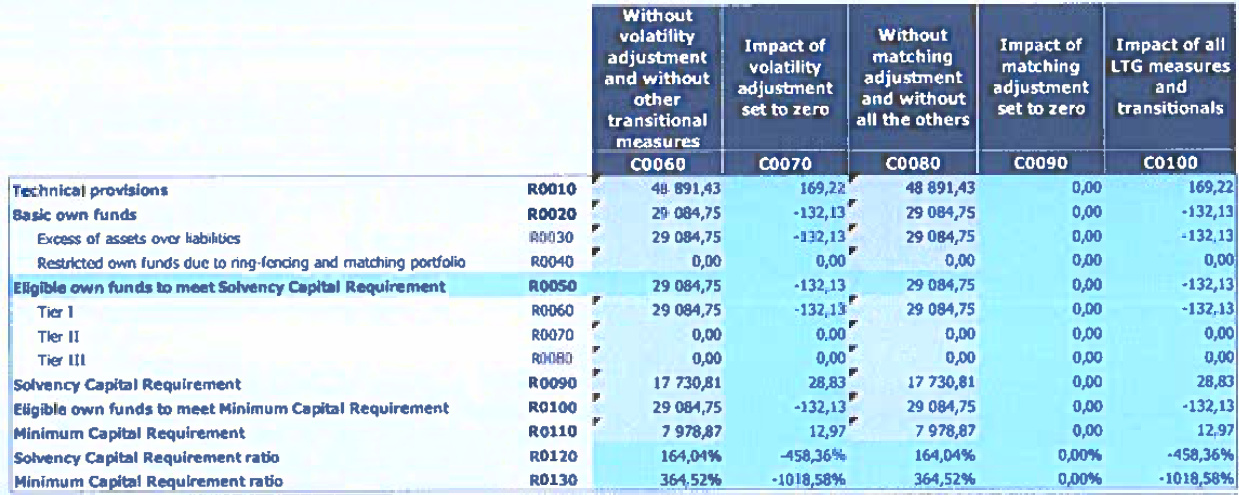 Without volatility adjustment and without other transitional measures Impact of volatility adjustment set to zero Without matching adjustment and without all the others Impact of matching adjustment set to zero Impact of all LTG measures and transitionals
C0060 C0070 C0080 C0090 C0100
Technical provisions R0010 48 891,43 169,22 48 891,43 0,00 169,22
Basic own funds R0020 29 084,75 -132,13 29 084,75 0,00 -132,13
Excess of assets over liabilities R0030 29 084,75 -132,13 29 084,75 0,00 -132,13
Restricted own funds due to ring-fencing and matching portfolio R0040 0,00 0,00 0,00 0,00 0,00
Eligible own funds to meet Solvency Capital Requirement R0050 29 084,75 -132,13 29 084,75 0,00 -132,13
Tier I R0060 29 084,75 -132,13 29 084,75 0,00 -132,13
Tier II R0070 0,00 0,00 0,00 0,00 0,00
Tier III R0080 0,00 0,00 0,00 0,00 0,00
Solvency Capital Requirement R0090 17 730,81 28,83 17 730,81 0,00 28,83
Eligible own funds to meet Minimum Capital Requirement R0100 29 084,75 -132,13 29 084,75 0,00 -132,13
Minimum Capital Requirement R0110 7 978,87 12,97 7 978,87 0,00 12,97
Solvency Capital Requirement ratio R0120 164,04% -458,36% 164,04% 0,00% -458,36%
Minimum Capital Requirement ratio R0130 364,52% -1018,58% 364,52% 0,00% -1018,58%